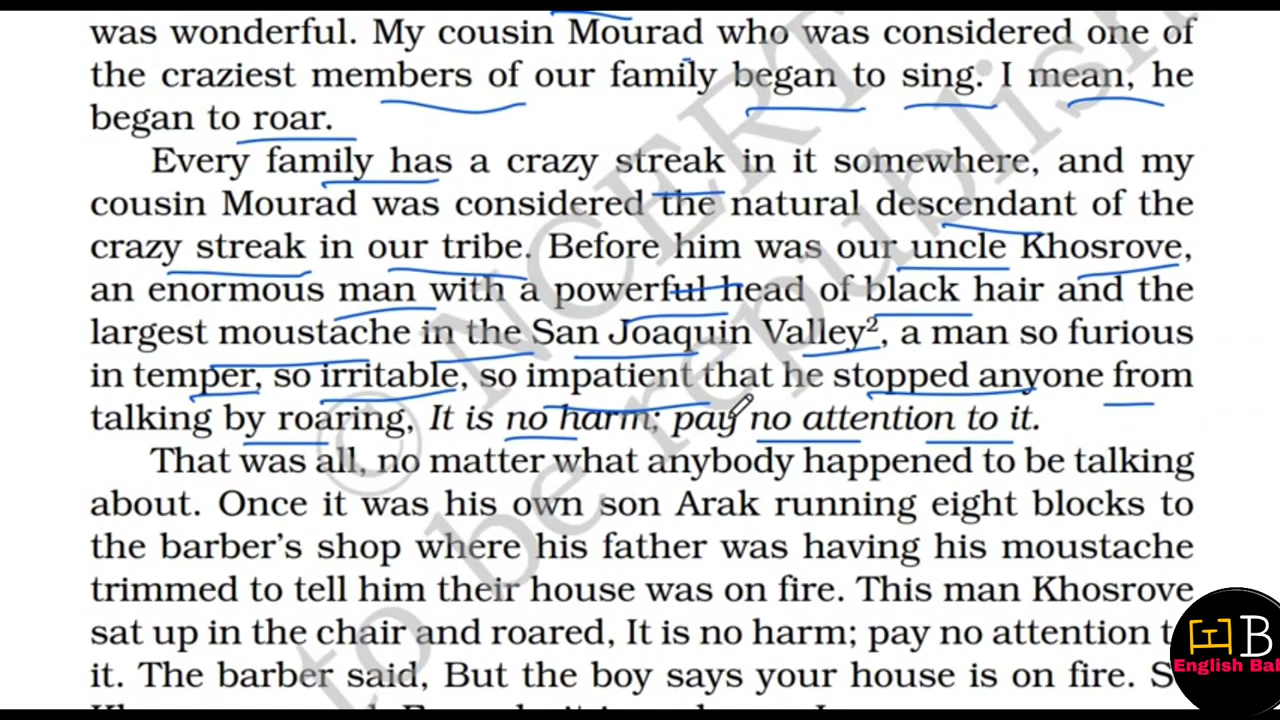 was wonderful. My cousin Mourad who was considered one of
the craziest members of our family began to sing. I mean, he
began to roar.
Every family has a crazy streak in it somewhere, and my
cousin Mourad was considered the natural descendant of the
crazy streak in our tribe. Before him was our uncle Khosrove,
an enormous man with a powerful head of black hair and the
largest moustache in the San Joaquin Valley², a man so furious
in temper, so irritable, so impatient that he stopped anyone from
talking by roaring, It is no harm; pay no attention to it.
That was all, no matter what anybody happened to be talking
about. Once it was his own son Arak running eight blocks to
the barber's shop where his father was having his moustache
trimmed to tell him their house was on fire. This man Khosrove
sat up in the chair and roared, It is no harm; pay no attention
it. The barber said, But the boy says your house is on fire.
© NCERT
to be republish
B
English